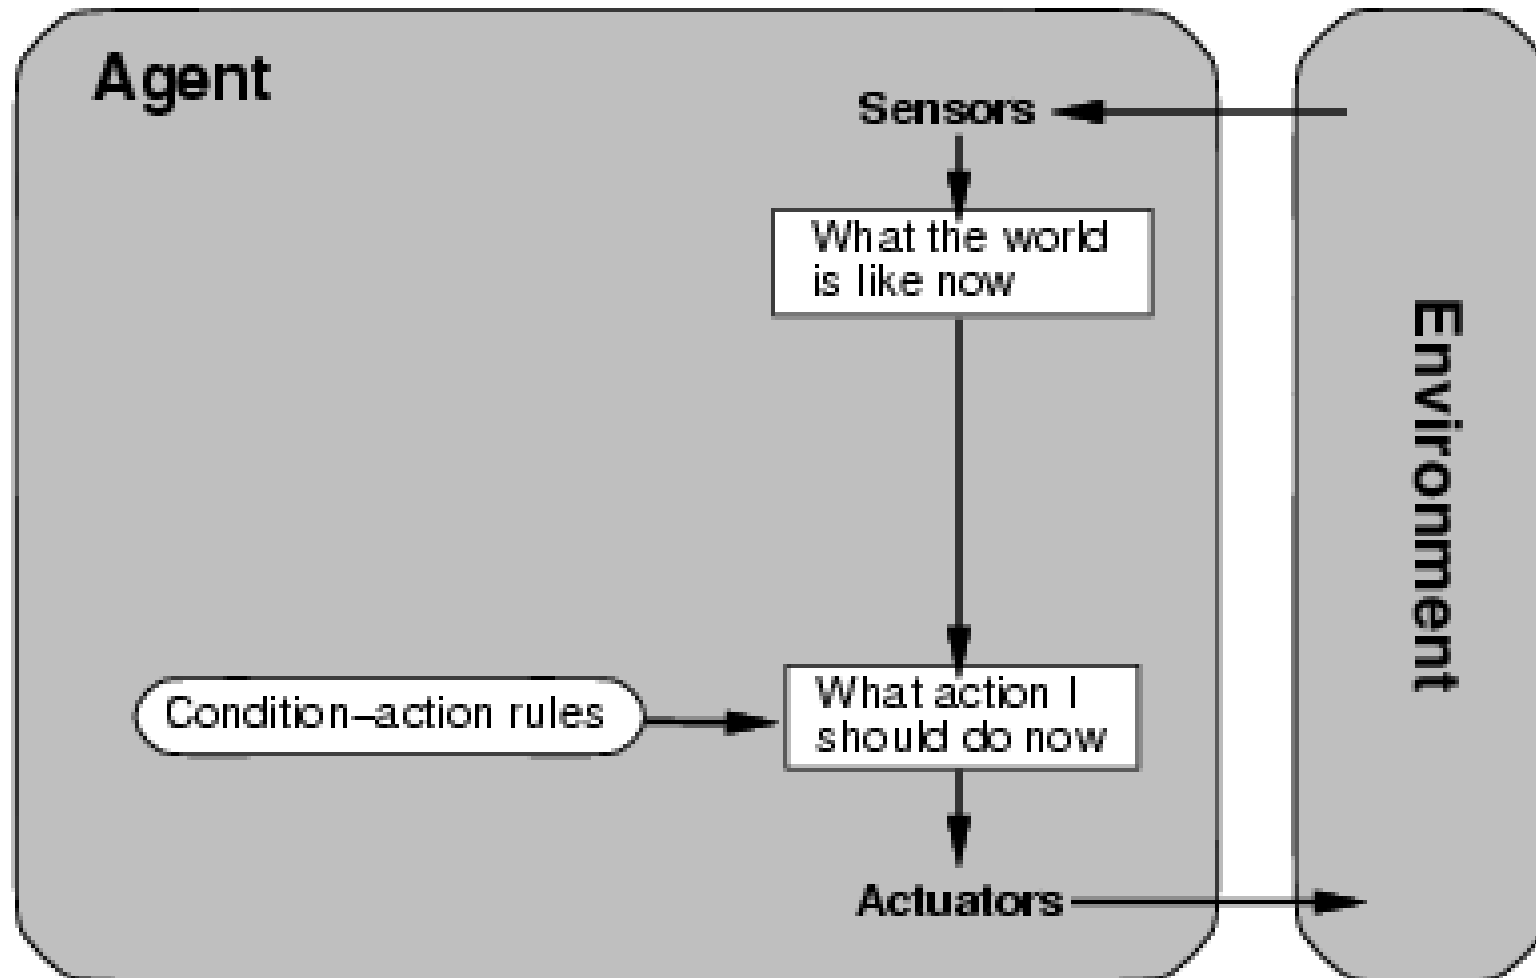 Agent
Sensors
What the world
is like now
Environment
Condition–action rules
What action I
should do now
Actuators